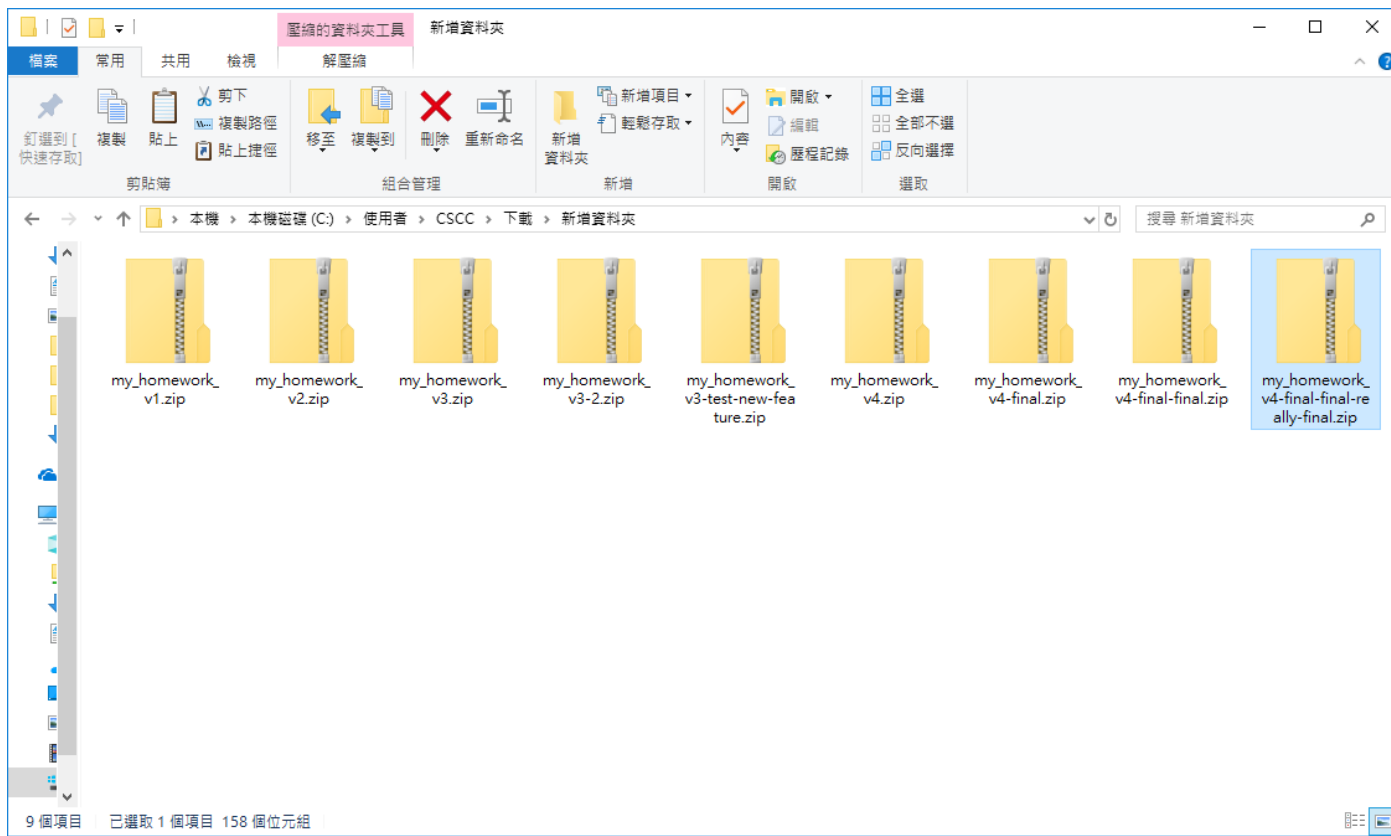 壓縮的資料夾工具 新增資料夾
檔案 常用 共用 檢視 解壓縮
釘選到 [
快速存取]
複製
貼上
剪下
複製路徑
貼上捷徑
剪貼簿
移至
複製到
刪除
重新命名
組合管理
新增
資料夾
新增項目
輕鬆存取
新增
內容
開啟
編輯
歷程記錄
開啟
全選
全部不選
反向選擇
選取
本機 › 本機磁碟 (C:) › 使用者 › CSCC › 下載 › 新增資料夾
搜尋 新增資料夾
my_homework_
v1.zip
my_homework_
v2.zip
my_homework_
v3.zip
my_homework_
v3-2.zip
my_homework_
v3-test-new-fea
ture.zip
my_homework_
v4.zip
my_homework_
v4-final.zip
my_homework_
v4-final-final.zip
my_homework_
v4-final-final-re
ally-final.zip
9 個項目 已選取 1 個項目 158 個位元組